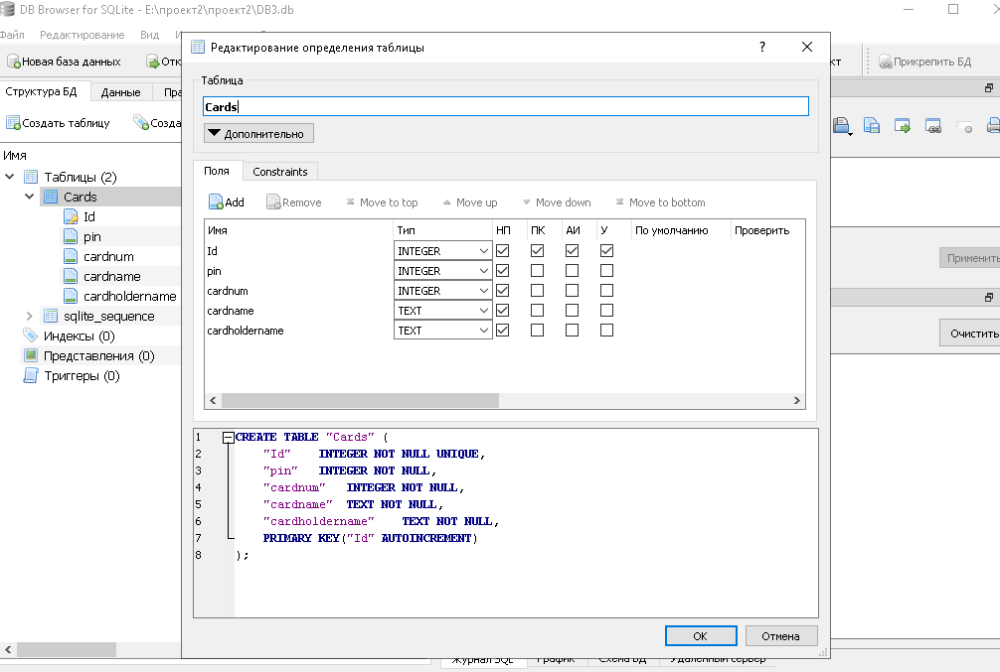 DB Browser for SQLite - E:\проект2\проект2\DB3.db
Файл Редактирование Вид
Новая база данных
Прикрепить БД
Структура БД Данные
Создать таблицу
Имя
Таблицы (2)
Cards
Id
pin
cardnum
cardname
cardholdername
sqlite_sequence
Индексы (0)
Представления (0)
Триггеры (0)
Редактирование определения таблицы
?
Таблица
Cards
Дополнительно
Поля Constraints
Add Remove Move to top Move up Move down Move to bottom
Имя Тип НП ПК АИ У По умолчанию Проверить
Id INTEGER
pin INTEGER
cardnum INTEGER
cardname TEXT
cardholdername TEXT
1 CREATE TABLE "Cards" (
2 "Id" INTEGER NOT NULL UNIQUE,
3 "pin" INTEGER NOT NULL,
4 "cardnum" INTEGER NOT NULL,
5 "cardname" TEXT NOT NULL,
6 "cardholdername" TEXT NOT NULL,
7 PRIMARY KEY("Id" AUTOINCREMENT)
8 );
OK Отмена
Применить
Очистить
Журнал SQL График Схема БД Удаленный сервер